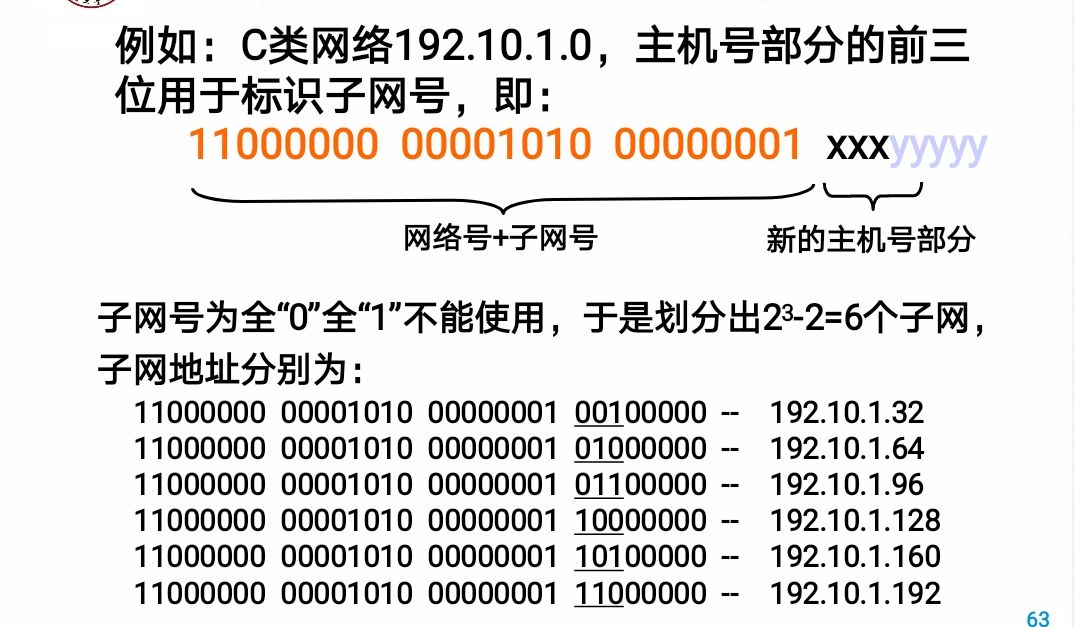 例如：C类网络192.10.1.0，主机号部分的前三
位用于标识子网号，即：
11000000 00001010 00000001 xxxyyyyy
网络号+子网号 新的主机号部分
子网号为全“0”全“1”不能使用，于是划分出2³-2=6个子网，
子网地址分别为：
11000000 00001010 00000001 00100000 -- 192.10.1.32
11000000 00001010 00000001 01000000 -- 192.10.1.64
11000000 00001010 00000001 01100000 -- 192.10.1.96
11000000 00001010 00000001 10000000 -- 192.10.1.128
11000000 00001010 00000001 10100000 -- 192.10.1.160
11000000 00001010 00000001 11000000 -- 192.10.1.192
63